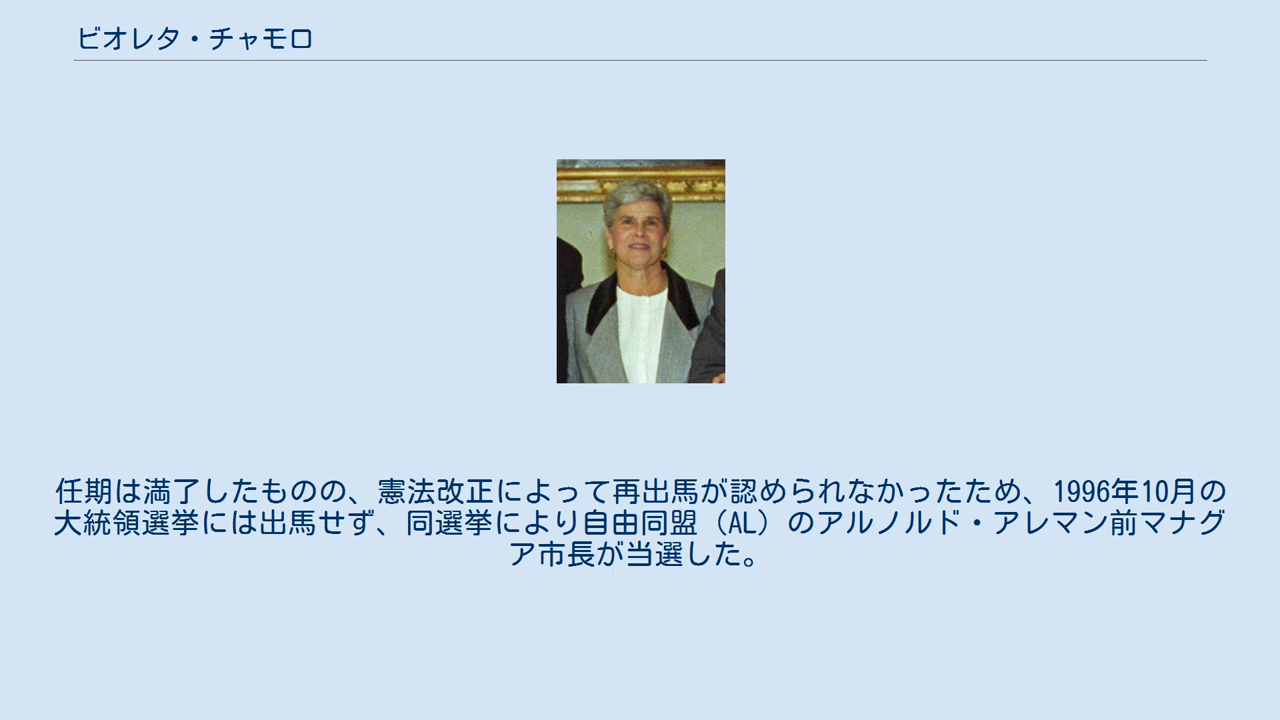 ビオレタ・チャモロ
任期は満了したものの、憲法改正によって再出馬が認められなかったため、1996年10月の
大統領選挙には出馬せず、同選挙により自由同盟（AL）のアルノルド・アレマン前マナグ
ア市長が当選した。